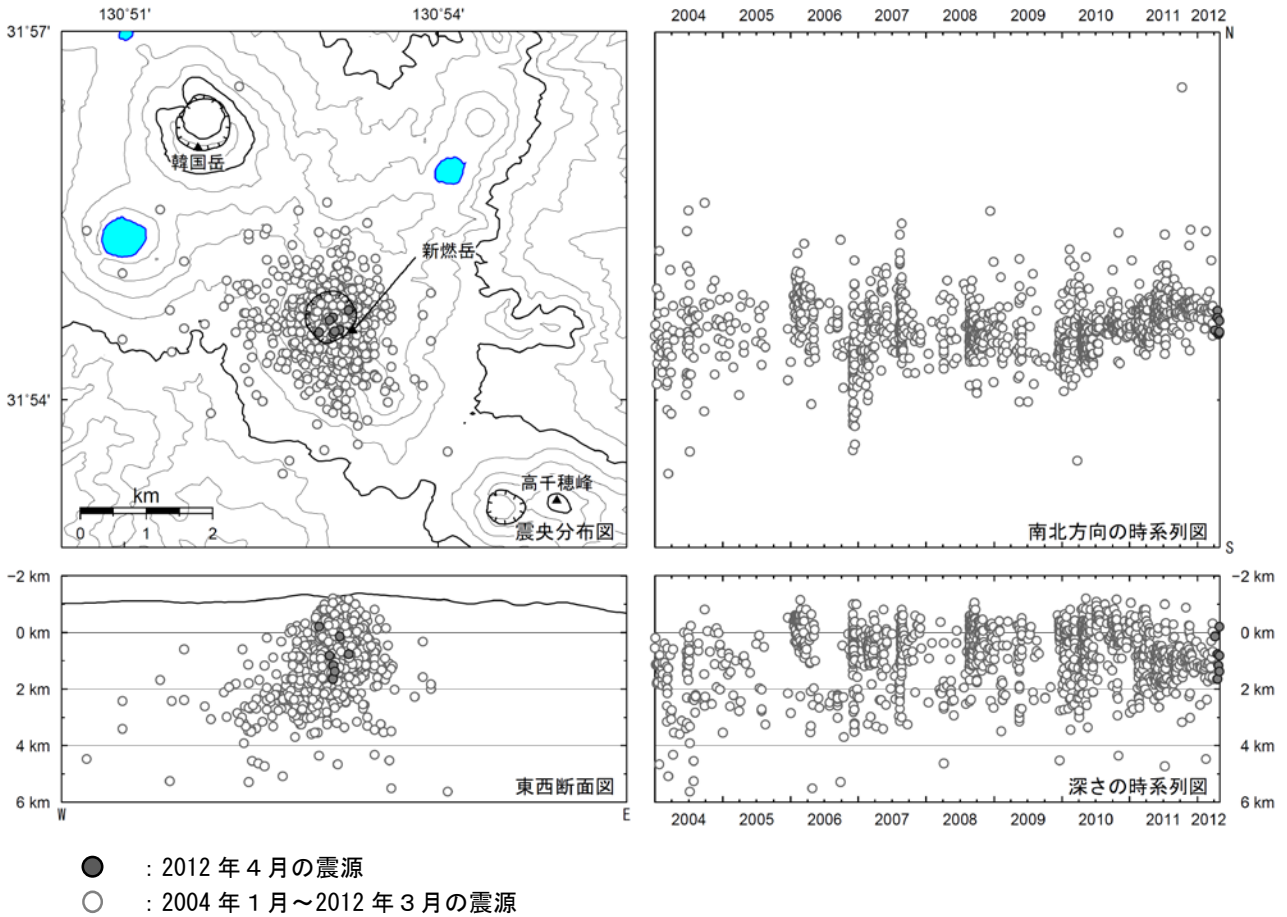 130°51' 130°54'
31°57'
31°54'
韓国岳
新燃岳
高千穂峰
km
0 1 2
震央分布図
2004 2005 2006 2007 2008 2009 2010 2011 2012
N
S
南北方向の時系列図
-2 km
0 km
2 km
4 km
6 km
W E
東西断面図
-2 km
0 km
2 km
4 km
6 km
深さの時系列図
2004 2005 2006 2007 2008 2009 2010 2011 2012
：2012 年４月の震源
：2004 年１月～2012 年３月の震源